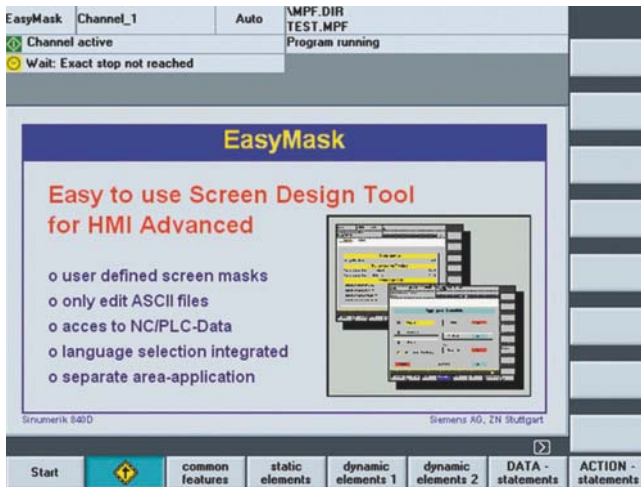 EasyMask Channel_1 Auto \MPF.DIR
TEST.MPF
Channel active Program running
Wait: Exact stop not reached
EasyMask
Easy to use Screen Design Tool
for HMI Advanced
o user defined screen masks
o only edit ASCII files
o acces to NC/PLC-Data
o language selection integrated
o separate area-application
Sinumerik 840D Siemens AG, ZN Stuttgart
Start
common
features
static
elements
dynamic
elements 1
dynamic
elements 2
DATA -
statements
ACTION -
statements